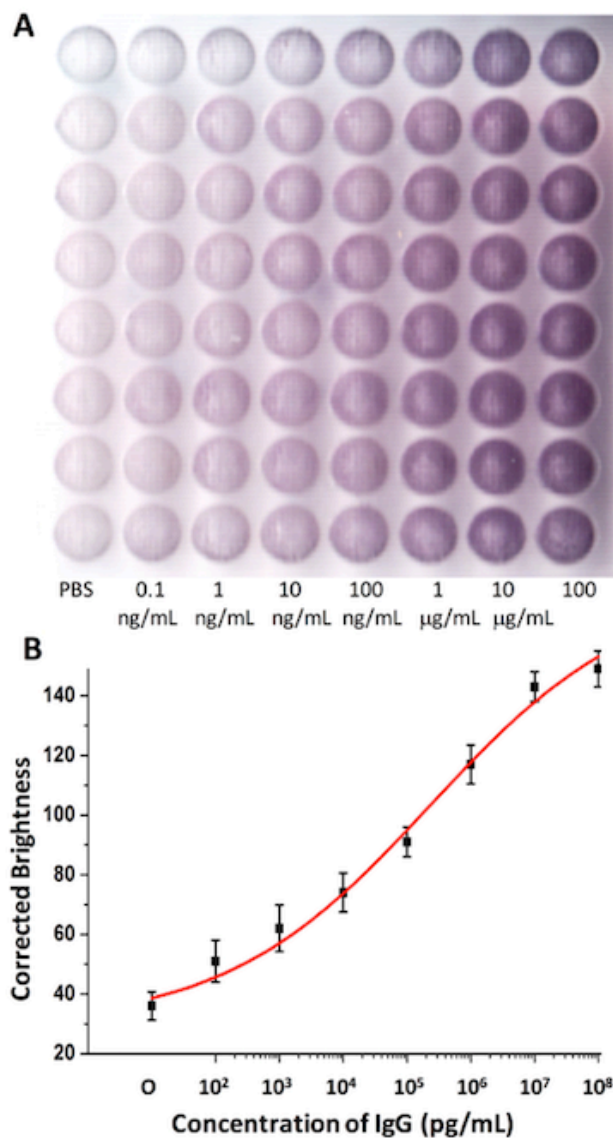 A
PBS 0.1 1 10 100 1 10 100
ng/mL ng/mL ng/mL ng/mL μg/mL μg/mL
B
140
120
100
80
60
40
20
Corrected Brightness
O 10² 10³ 10⁴ 10⁵ 10⁶ 10⁷ 10⁸
Concentration of IgG (pg/mL)